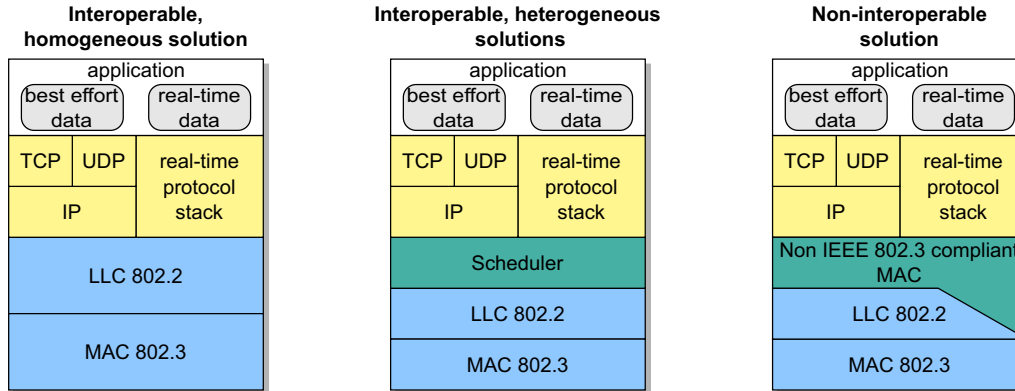 Interoperable,
homogeneous solution
application
best effort
data
real-time
data
TCP
UDP
real-time
protocol
stack
IP
LLC 802.2
MAC 802.3
Interoperable, heterogeneous
solutions
application
best effort
data
real-time
data
TCP
UDP
real-time
protocol
stack
IP
Scheduler
LLC 802.2
MAC 802.3
Non-interoperable
solution
application
best effort
data
real-time
data
TCP
UDP
real-time
protocol
stack
IP
Non IEEE 802.3 compliant
MAC
LLC 802.2
MAC 802.3